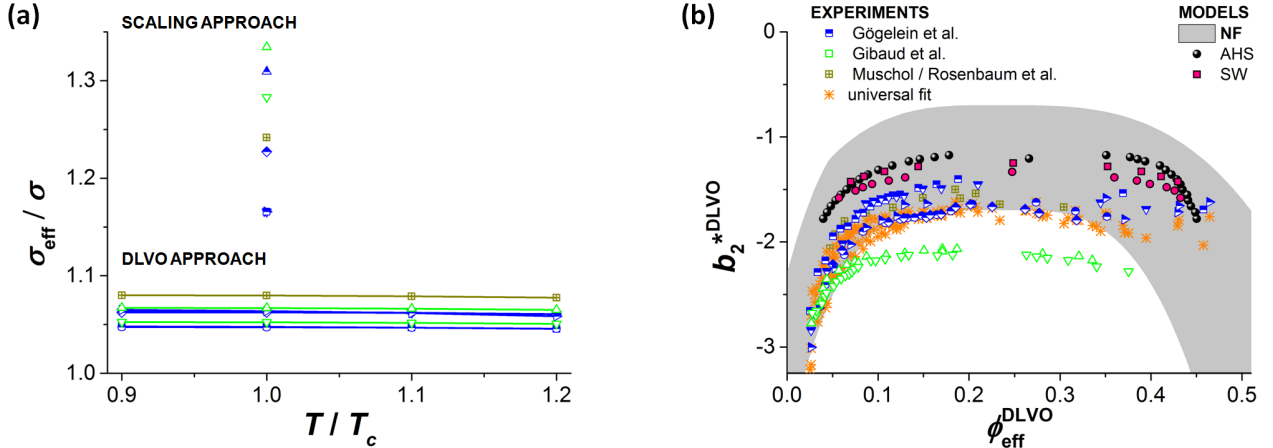 (a)
SCALING APPROACH
1.3
1.2
DLVO APPROACH
1.1
1.0
σeff / σ
0.9 1.0 1.1 1.2
T / Tc
(b)
EXPERIMENTS
Gögelein et al.
Gibaud et al.
Muschol / Rosenbaum et al.
universal fit
MODELS
NF
AHS
SW
0
-1
-2
-3
b2*DLVO
0.0 0.1 0.2 0.3 0.4 0.5
ϕeffDLVO